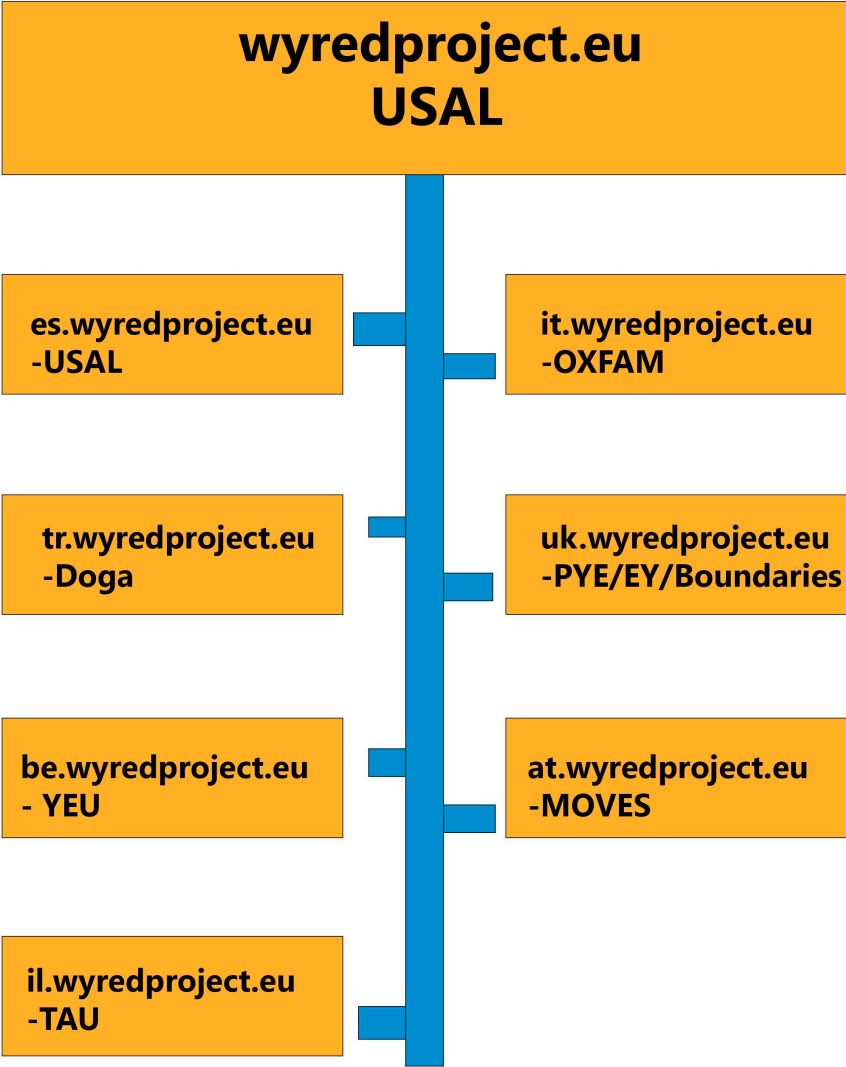 wyredproject.eu
USAL
es.wyredproject.eu
-USAL
it.wyredproject.eu
-OXFAM
tr.wyredproject.eu
-Doga
uk.wyredproject.eu
-PYE/EY/Boundaries
be.wyredproject.eu
- YEU
at.wyredproject.eu
-MOVES
il.wyredproject.eu
-TAU